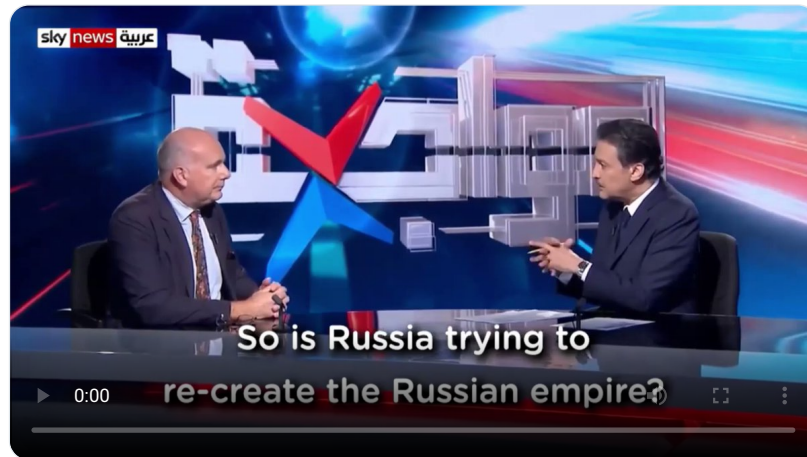 sky news عربية
So is Russia trying to
re-create the Russian empire?
0:00